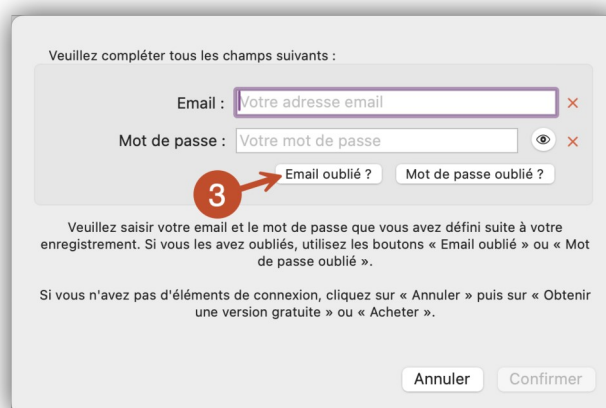 Veuillez compléter tous les champs suivants :
Email : Votre adresse email
Mot de passe : Votre mot de passe
3 Email oublié ? Mot de passe oublié ?
Veuillez saisir votre email et le mot de passe que vous avez défini suite à votre
enregistrement. Si vous les avez oubliés, utilisez les boutons « Email oublié » ou « Mot
de passe oublié ».
Si vous n'avez pas d'éléments de connexion, cliquez sur « Annuler » puis sur « Obtenir
une version gratuite » ou « Acheter ».
Annuler Confirmer